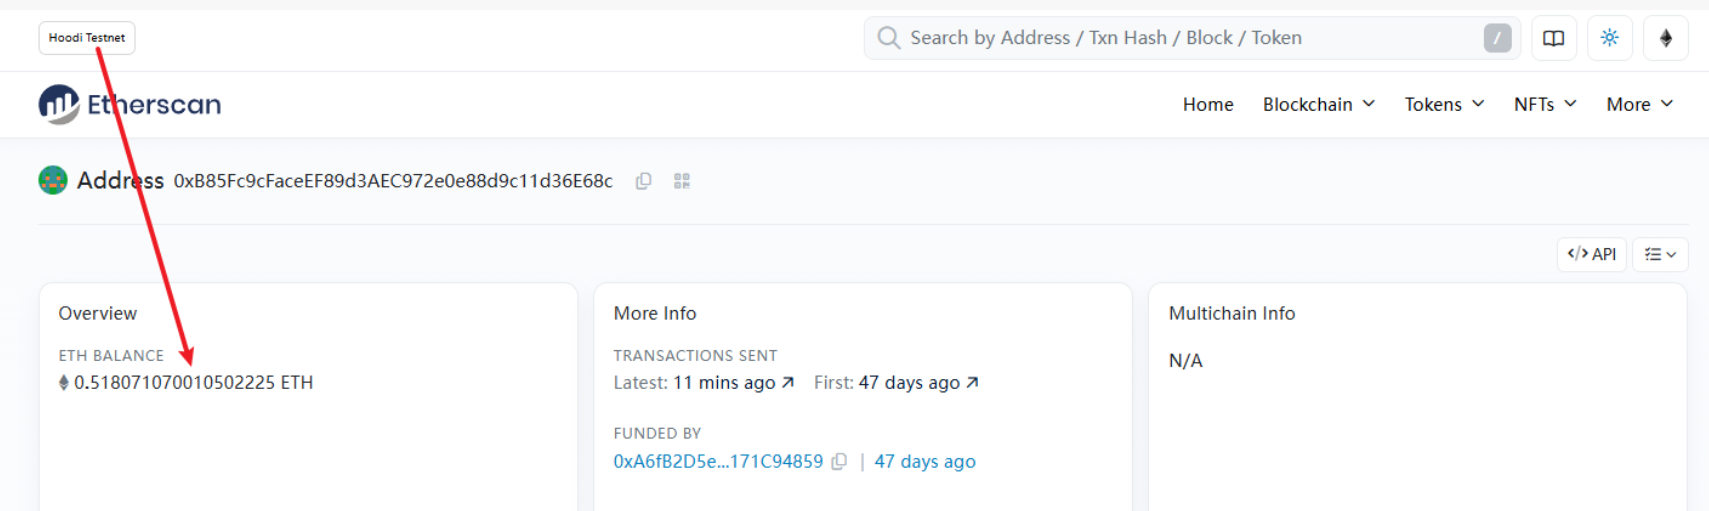 Hoodi Testnet
Search by Address / Txn Hash / Block / Token
/
Etherscan
Home Blockchain Tokens NFTs More
Address 0xB85Fc9cFaceEF89d3AEC972e0e88d9c11d36E68c
</> API
Overview
ETH BALANCE
0.518071070010502225 ETH
More Info
TRANSACTIONS SENT
Latest: 11 mins ago ↗ First: 47 days ago ↗
FUNDED BY
0xA6fB2D5e...171C94859 | 47 days ago
Multichain Info
N/A